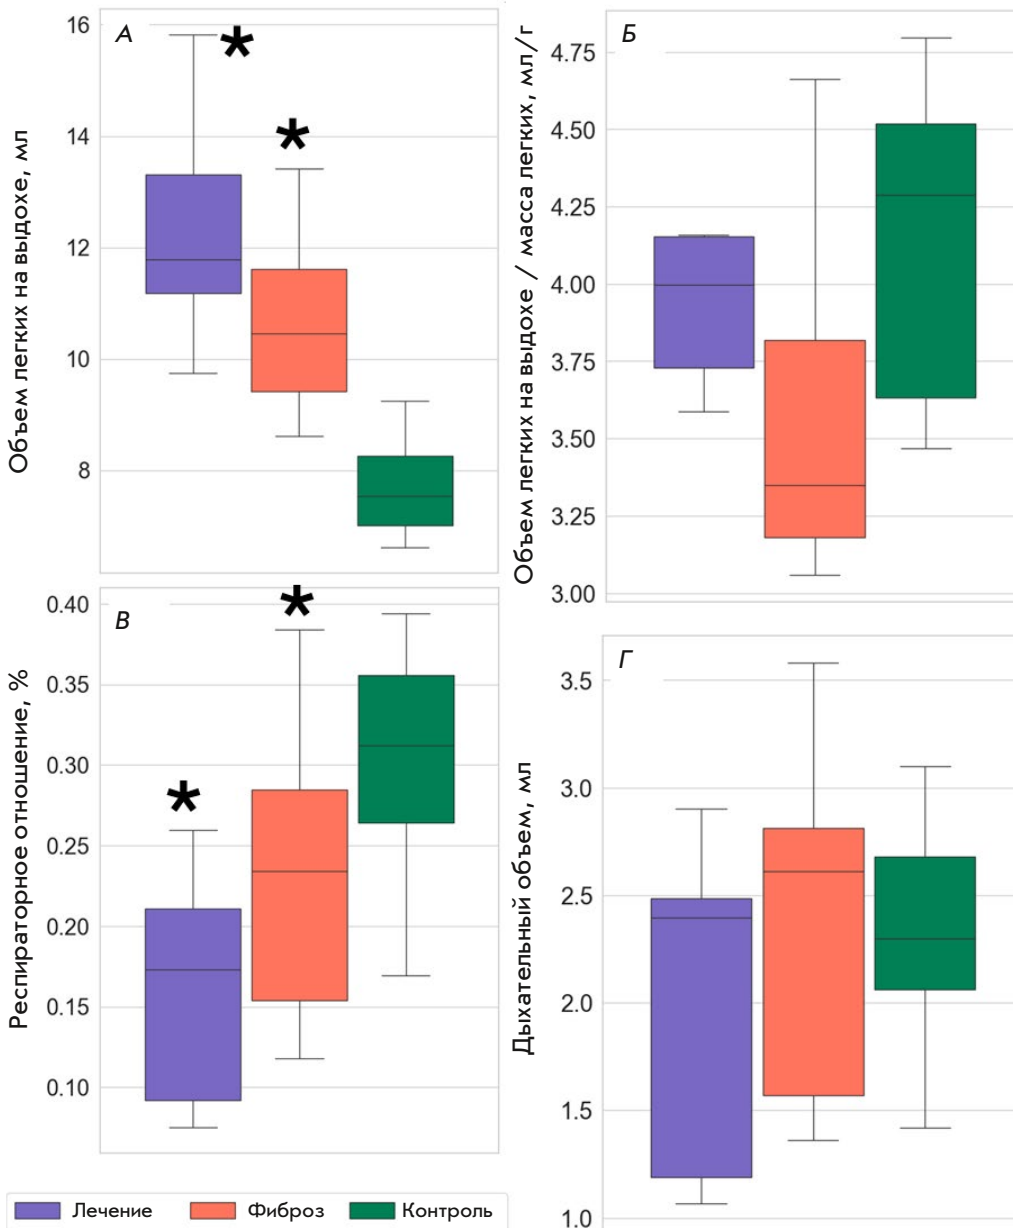 А
Объем легких на выдохе, мл
16
14
12
10
8
*
*
Б
Объем легких на выдохе / масса легких, мл/г
4.75
4.50
4.25
4.00
3.75
3.50
3.25
3.00
В
Респираторное отношение, %
0.40
0.35
0.30
0.25
0.20
0.15
0.10
*
*
Г
Дыхательный объем, мл
3.5
3.0
2.5
2.0
1.5
1.0
Лечение
Фиброз
Контроль